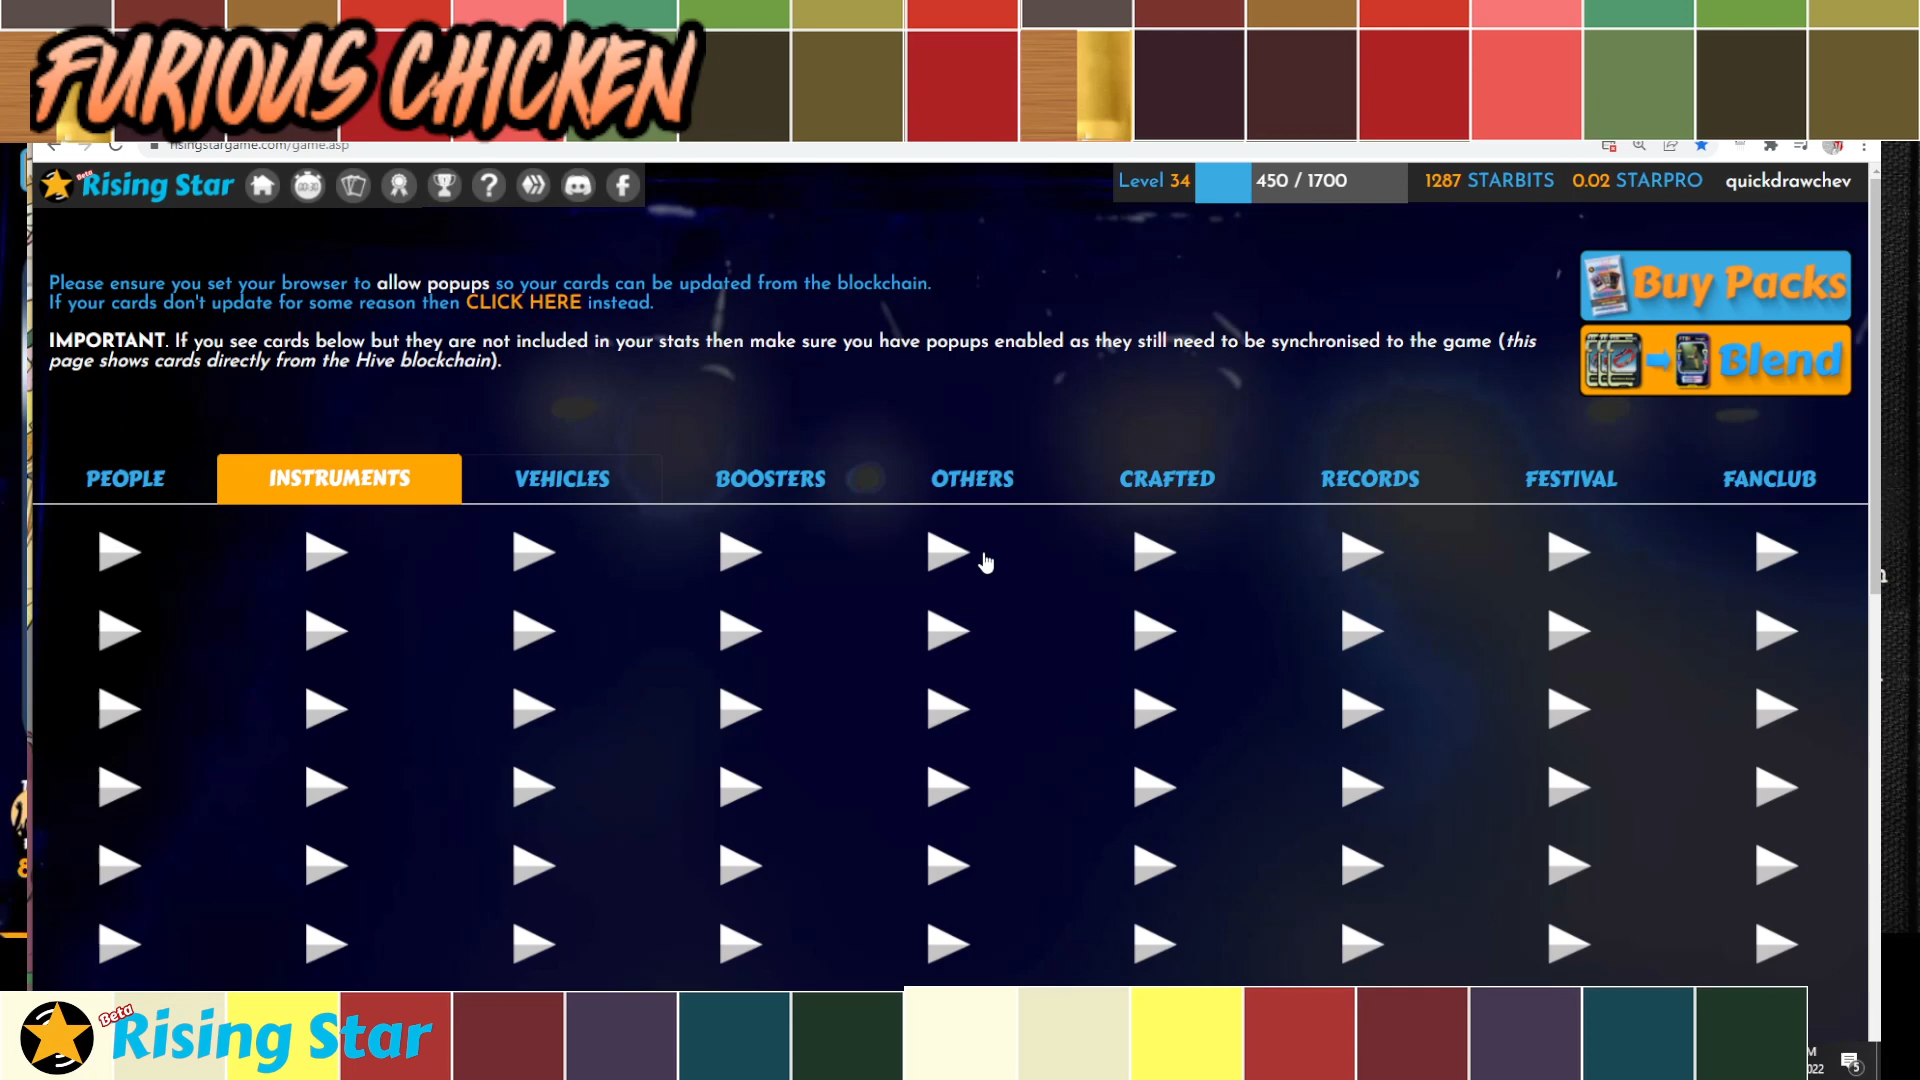 FURIOUS CHICKEN
risingstargame.com/game.asp
Beta
Rising Star
00:30
?
Level 34
450 / 1700
1287 STARBITS
0.02 STARPRO
quickdrawchev
Please ensure you set your browser to allow popups so your cards can be updated from the blockchain.
If your cards don't update for some reason then CLICK HERE instead.
Buy Packs
IMPORTANT. If you see cards below but they are not included in your stats then make sure you have popups enabled as they still need to be synchronised to the game (this
page shows cards directly from the Hive blockchain).
Blend
PEOPLE
INSTRUMENTS
VEHICLES
BOOSTERS
OTHERS
CRAFTED
RECORDS
FESTIVAL
FANCLUB
Beta
Rising Star
M
022
5